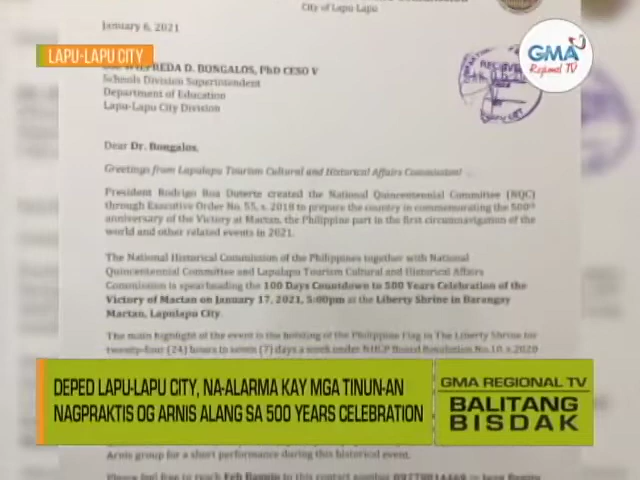 City of Lapu Lapu
January 6, 2021
LAPU-LAPU CITY
GMA
Regional TV
RECEIVED
WILFREDA D. BONGALOS, PhD CESO V
Schools Division Superintendent
Department of Education
Lapu-Lapu City Division
Dear Dr. Bongalos,
Greetings from Lapulapu Tourism Cultural and Historical Affairs Commission!
President Rodrigo Roa Duterte created the National Quincentennial Committee (NQC)
through Executive Order No. 55, s. 2018 to prepare the country in commemorating the 500th
anniversary of the Victory at Mactan, the Philippine part in the first circumnavigation of the
world and other related events in 2021.
The National Historical Commission of the Philippines together with National
Quincentennial Committee and Lapulapu Tourism Cultural and Historical Affairs
Commission is spearheading the 100 Days Countdown to 500 Years Celebration of the
Victory of Mactan on January 17, 2021, 5:00pm at the Liberty Shrine in Barangay
Mactan, Lapulapu City.
The main highlight of the event is the hoisting of the Philippine Flag in The Liberty Shrine for
twenty-four (24) hours to seven (7) days a week under NHCP Board Resolution No.10 s.2020
DEPED LAPU-LAPU CITY, NA-ALARMA KAY MGA TINUN-AN
NAGPRAKTIS OG ARNIS ALANG SA 500 YEARS CELEBRATION
GMA REGIONAL TV
BALITANG
BISDAK
Arnis group for a short performance during this historical event.
Please feel free to reach